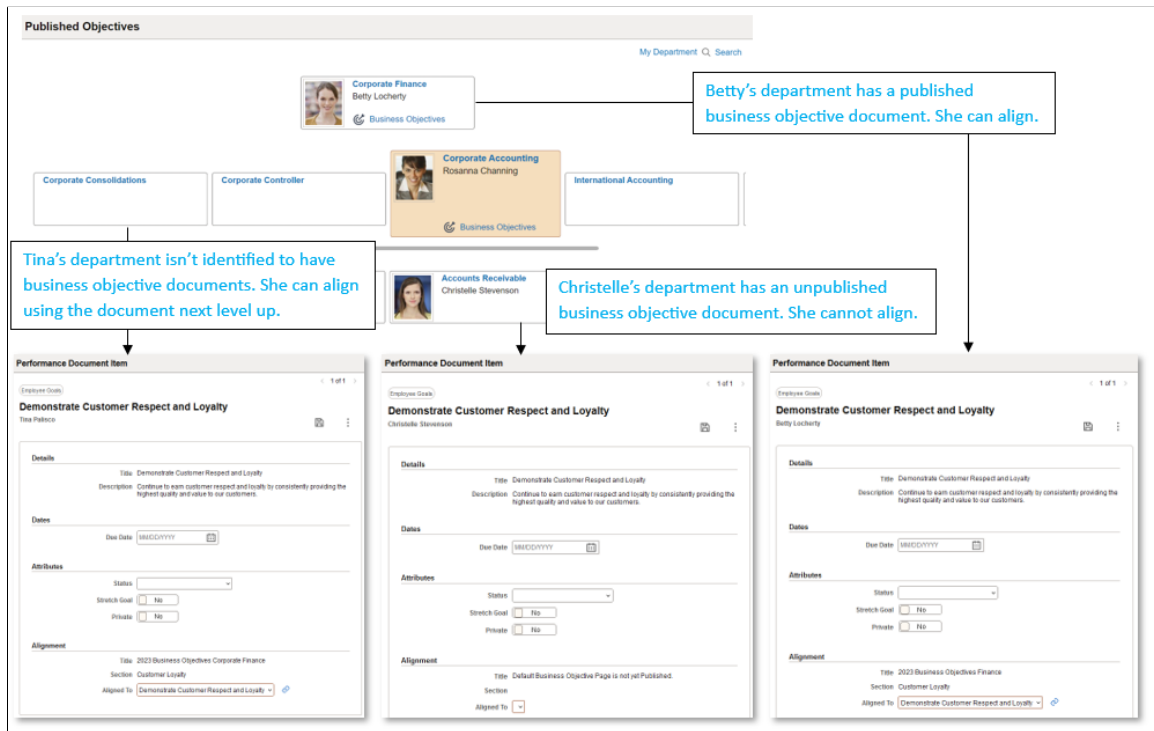 Published Objectives
My Department Search
Corporate Finance
Betty Locherty
Business Objectives
Betty's department has a published
business objective document. She can align.
Corporate Consolidations
Corporate Controller
Corporate Accounting
Rosanna Channing
Business Objectives
International Accounting
Tina's department isn't identified to have
business objective documents. She can align
using the document next level up.
Accounts Receivable
Christelle Stevenson
Christelle's department has an unpublished
business objective document. She cannot align.
Performance Document Item
1 of 1
Employee Goals
Demonstrate Customer Respect and Loyalty
Tina Palisco
Details
Title Demonstrate Customer Respect and Loyalty
Description Continue to earn customer respect and loyalty by consistently providing the
highest quality and value to our customers.
Dates
Due Date MM/DD/YYYY
Attributes
Status
Stretch Goal No
Private No
Alignment
Title 2023 Business Objectives Corporate Finance
Section Customer Loyalty
Aligned To Demonstrate Customer Respect and Loyalty
Performance Document Item
1 of 1
Employee Goals
Demonstrate Customer Respect and Loyalty
Christelle Stevenson
Details
Title Demonstrate Customer Respect and Loyalty
Description Continue to earn customer respect and loyalty by consistently providing the
highest quality and value to our customers.
Dates
Due Date MM/DD/YYYY
Attributes
Status
Stretch Goal No
Private No
Alignment
Title Default Business Objective Page is not yet Published.
Section
Aligned To
Performance Document Item
1 of 1
Employee Goals
Demonstrate Customer Respect and Loyalty
Betty Locherty
Details
Title Demonstrate Customer Respect and Loyalty
Description Continue to earn customer respect and loyalty by consistently providing the
highest quality and value to our customers.
Dates
Due Date MM/DD/YYYY
Attributes
Status
Stretch Goal No
Private No
Alignment
Title 2023 Business Objectives Finance
Section Customer Loyalty
Aligned To Demonstrate Customer Respect and Loyalty